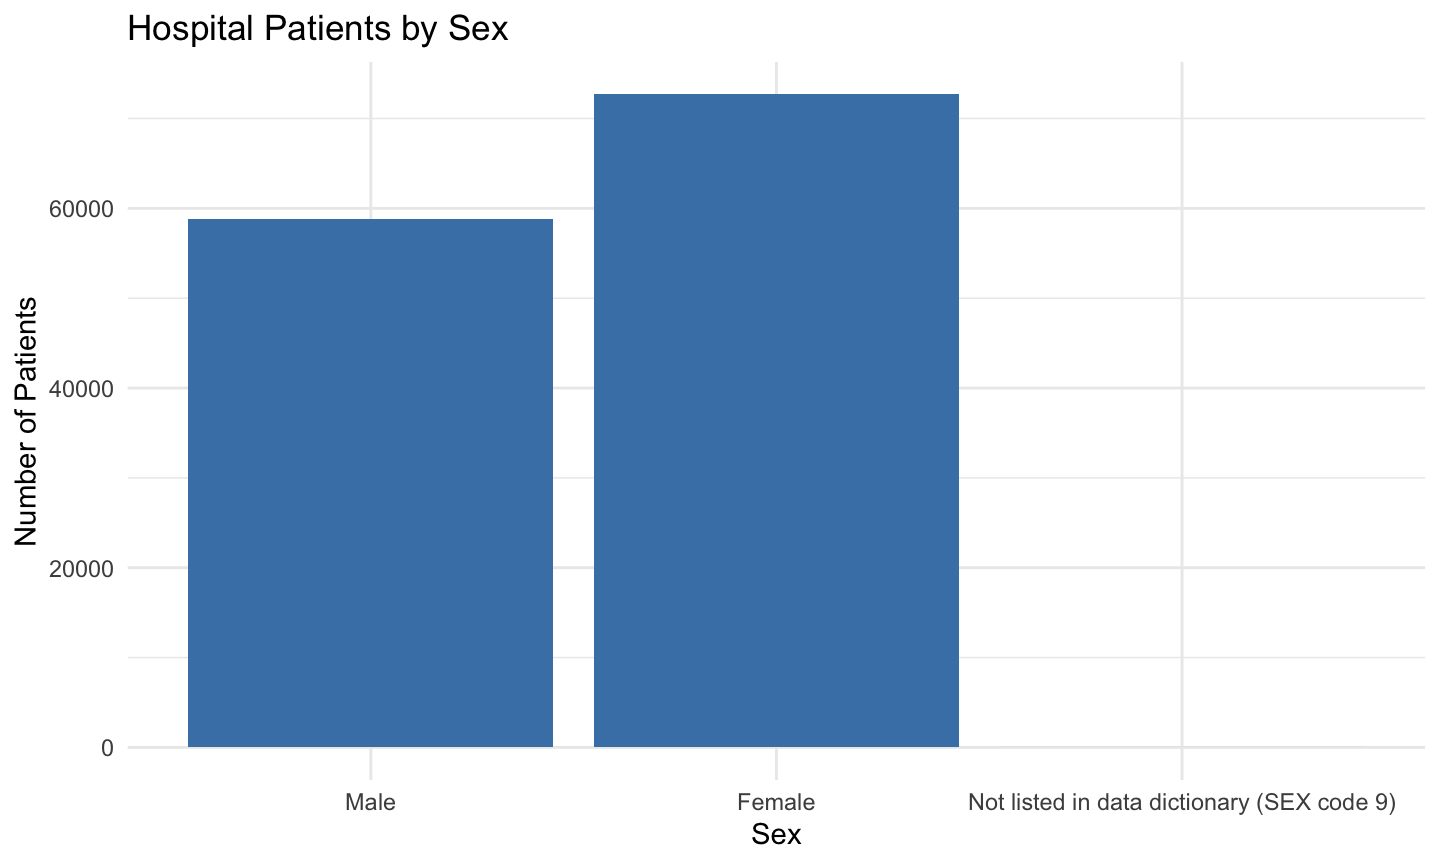 Hospital Patients by Sex
Number of Patients
60000
40000
20000
0
Male
Female
Not listed in data dictionary (SEX code 9)
Sex